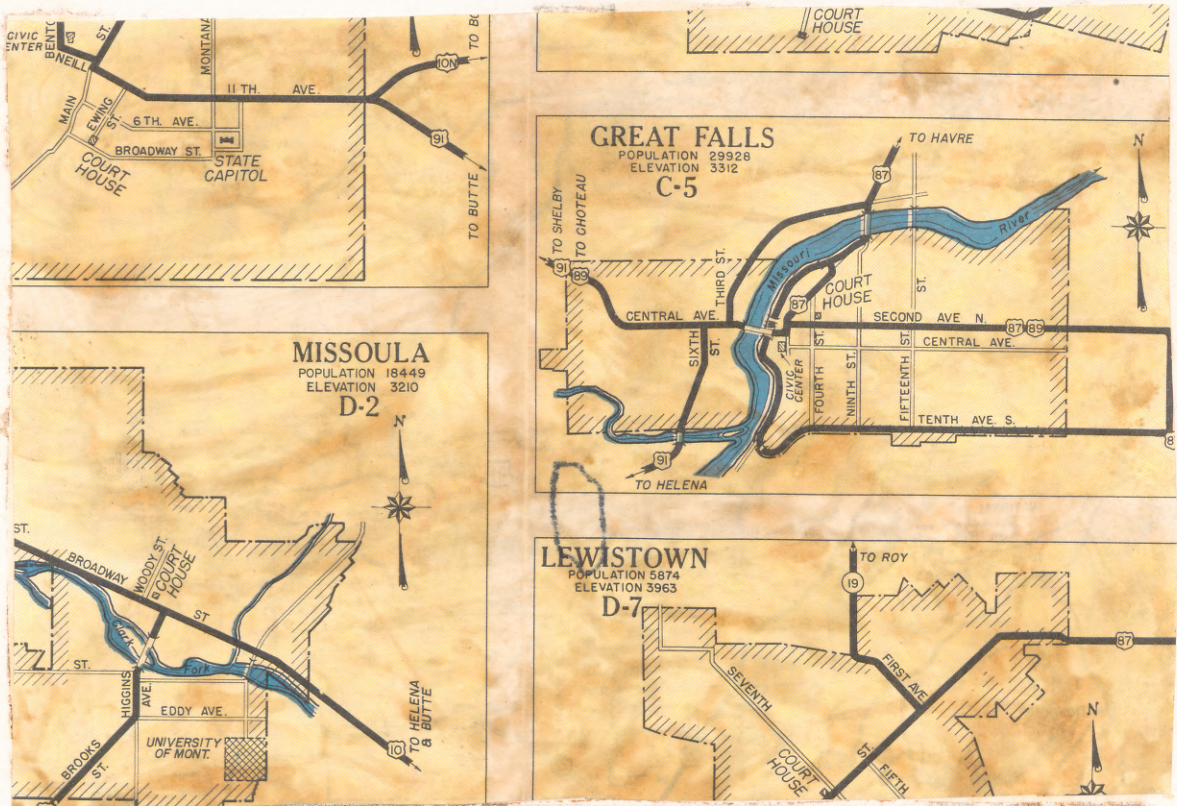 CIVIC
CENTER
ST.
NEILL
MAIN
EWING
ST.
MONTANA
11 TH. AVE.
6 TH. AVE.
BROADWAY ST.
COURT
HOUSE
STATE
CAPITOL
10N
91
TO BUTTE
COURT
HOUSE
GREAT FALLS
POPULATION 29928
ELEVATION 3312
C-5
TO HAVRE
87
N
TO SHELBY
TO CHOTEAU
91
89
THIRD ST.
Missouri
River
87
COURT
HOUSE
ST.
CENTRAL AVE.
SECOND AVE N.
87
89
CENTRAL AVE.
SIXTH
ST.
CIVIC
CENTER
FOURTH ST.
NINTH ST.
FIFTEENTH ST.
TENTH AVE S.
91
TO HELENA
MISSOULA
POPULATION 18449
ELEVATION 3210
D-2
N
ST.
BROADWAY
WOODY ST.
COURT
HOUSE
ST
Clark
Fork
ST.
HIGGINS
AVE.
EDDY AVE.
UNIVERSITY
OF MONT.
BROOKS
ST.
10
TO HELENA
& BUTTE
LEWISTOWN
POPULATION 5874
ELEVATION 3963
D-7
TO ROY
19
87
FIRST AVE
SEVENTH
COURT
HOUSE
ST.
FIFTH
N